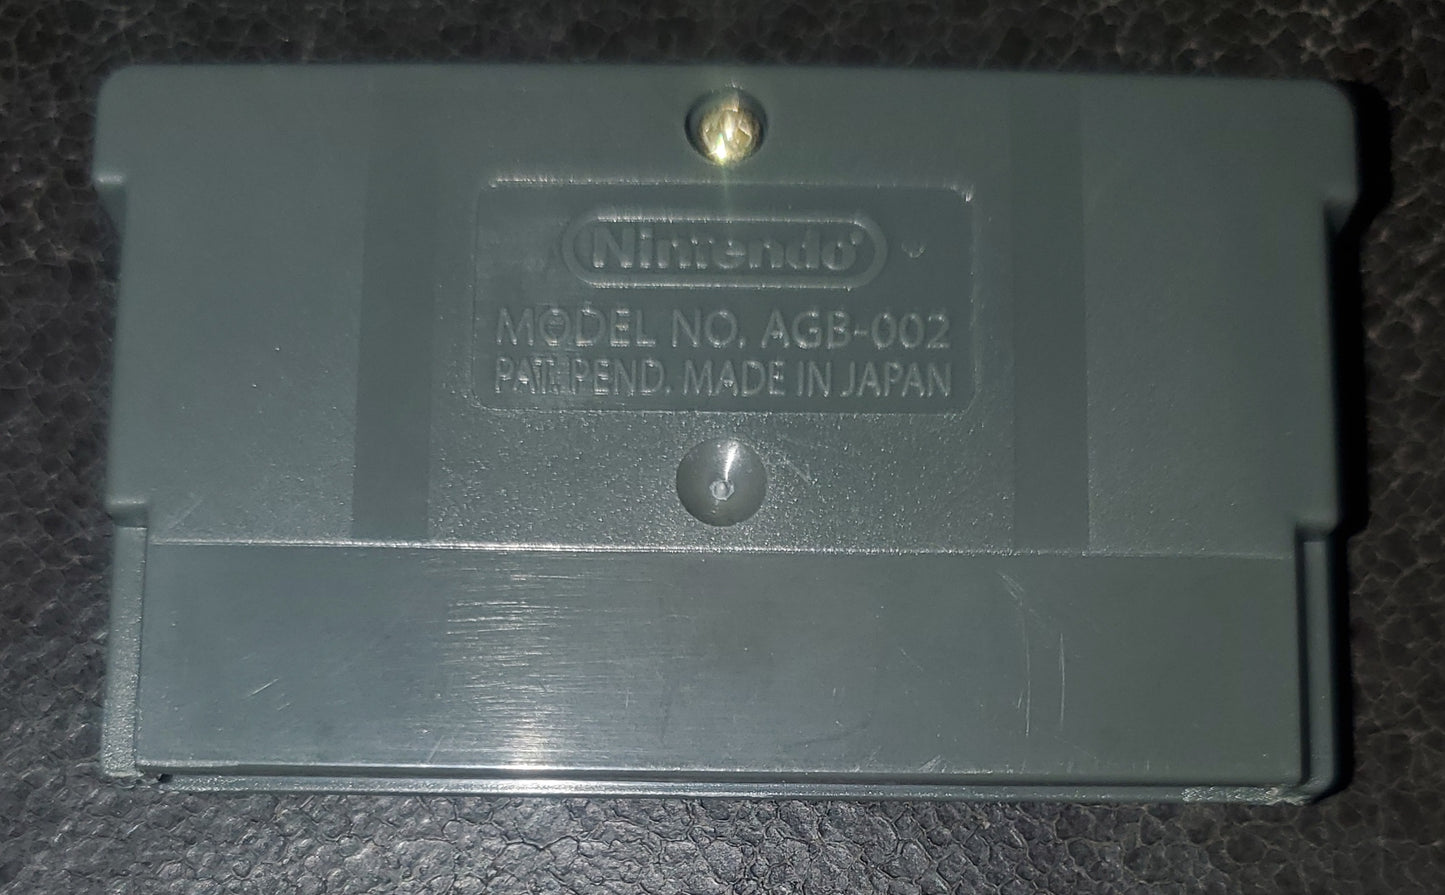 Nintendo
MODEL NO. AGB-002
PAT. PEND. MADE IN JAPAN